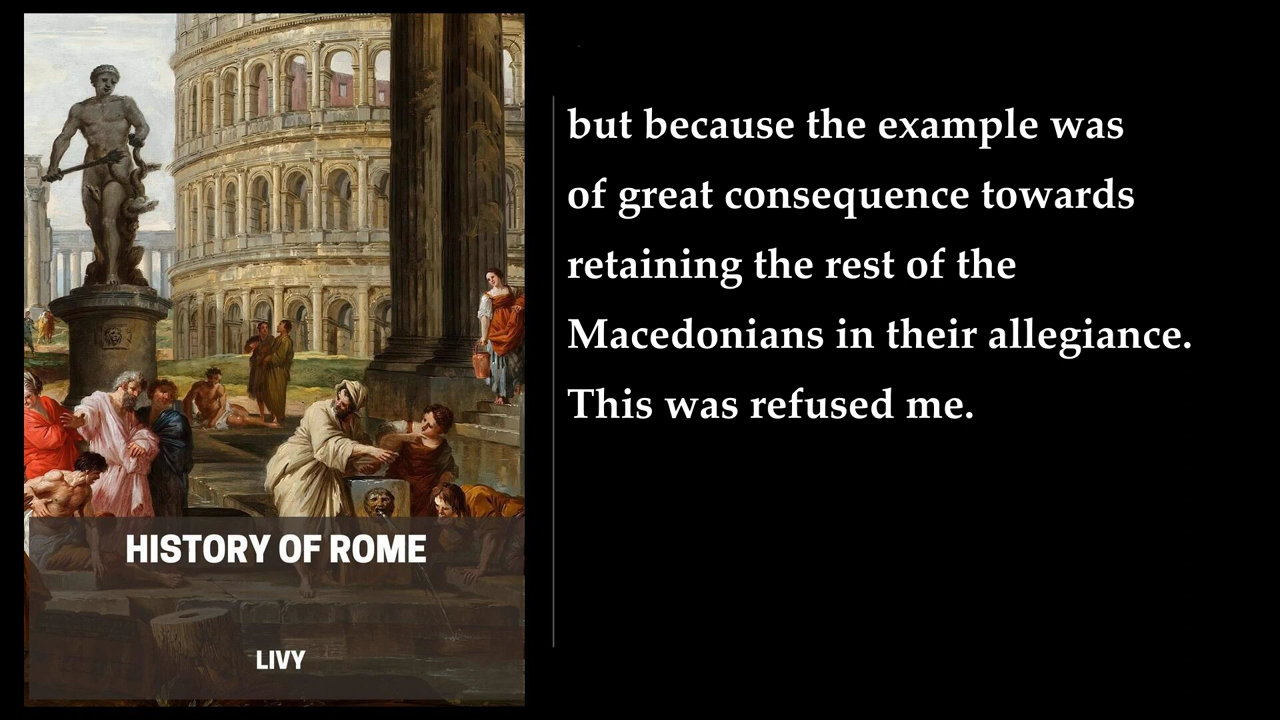 HISTORY OF ROME
LIVY
but because the example was
of great consequence towards
retaining the rest of the
Macedonians in their allegiance.
This was refused me.